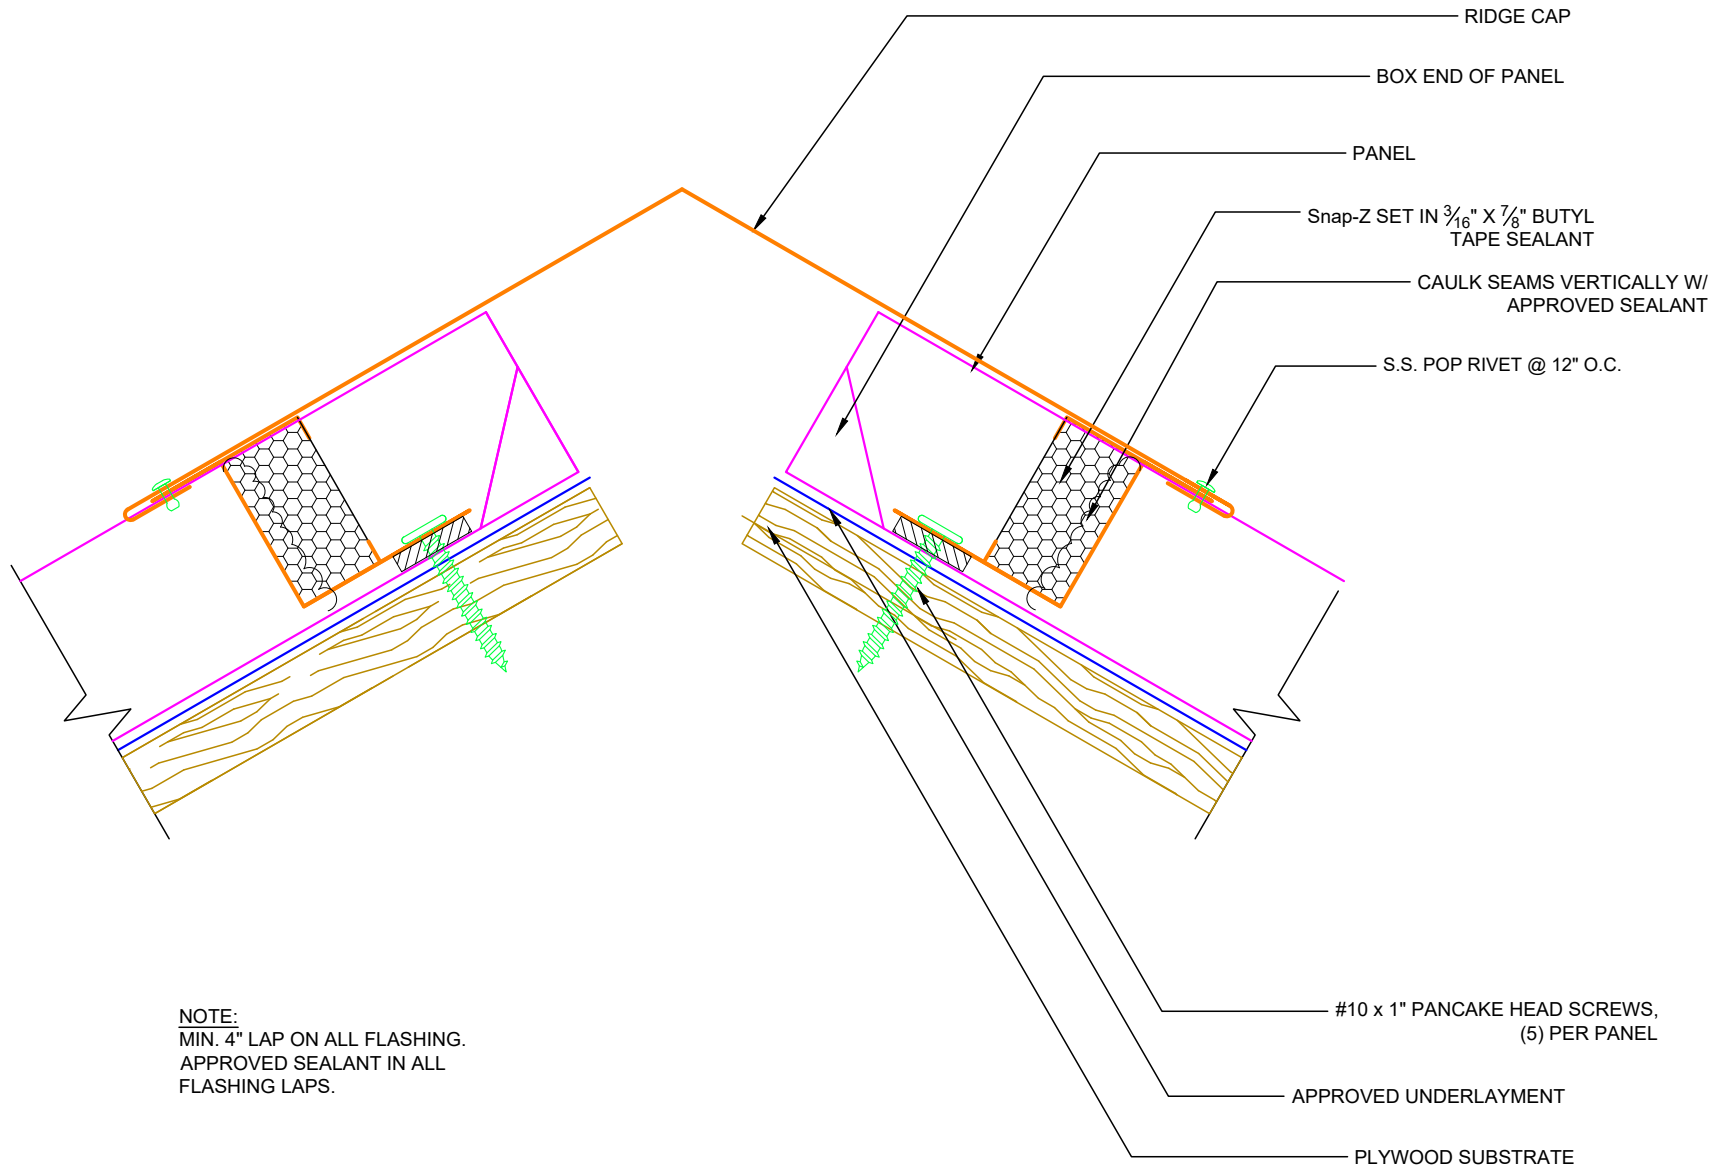 RIDGE CAP
BOX END OF PANEL
PANEL
Snap-Z SET IN 3/16" X 7/8" BUTYL
TAPE SEALANT
CAULK SEAMS VERTICALLY W/
APPROVED SEALANT
S.S. POP RIVET @ 12" O.C.
#10 x 1" PANCAKE HEAD SCREWS,
(5) PER PANEL
APPROVED UNDERLAYMENT
PLYWOOD SUBSTRATE
NOTE:
MIN. 4" LAP ON ALL FLASHING.
APPROVED SEALANT IN ALL
FLASHING LAPS.